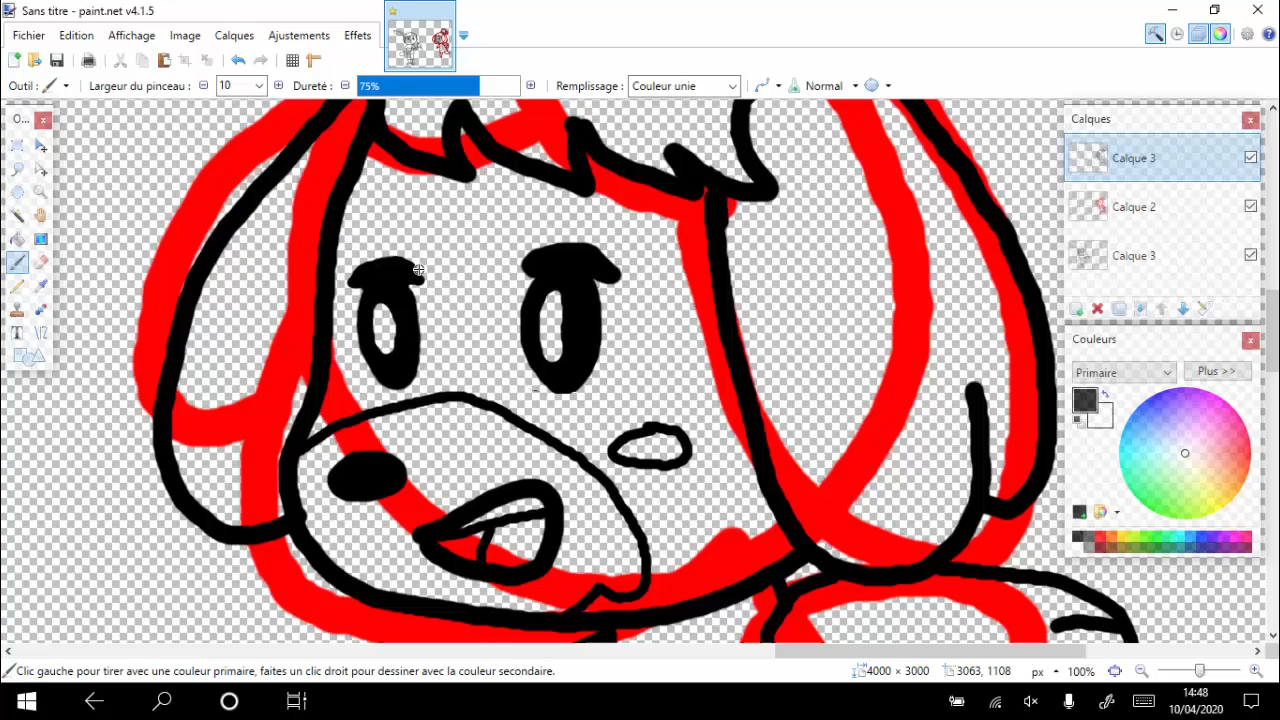 Sans titre - paint.net v4.1.5
Fichier Edition Affichage Image Calques Ajustements Effets
Outil : Largeur du pinceau : 10 Dureté : 75% Remplissage : Couleur unie Normal
O...
Calques
Calque 3
Calque 2
Calque 3
Couleurs
Primaire Plus >>
Clic gauche pour tirer avec une couleur primaire, faites un clic droit pour dessiner avec la couleur secondaire. 4000 × 3000 3063, 1108 px 100%
14:48
10/04/2020